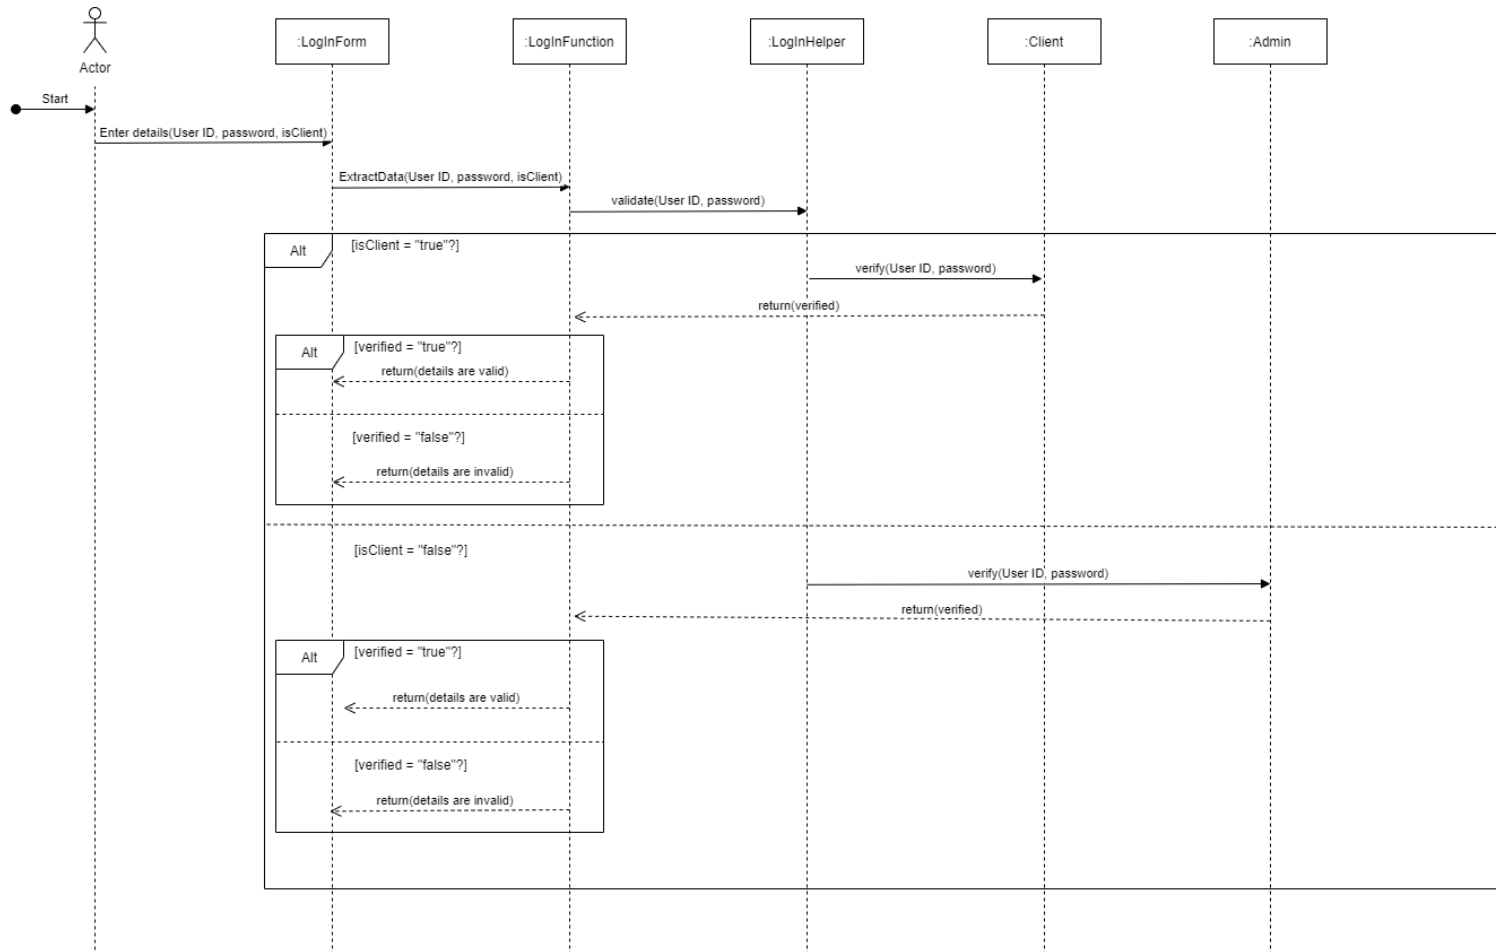 :LogInForm
:LogInFunction
:LogInHelper
:Client
:Admin
Actor
Start
Enter details(User ID, password, isClient)
ExtractData(User ID, password, isClient)
validate(User ID, password)
Alt
[isClient = "true"?]
verify(User ID, password)
return(verified)
Alt
[verified = "true"?]
return(details are valid)
[verified = "false"?]
return(details are invalid)
[isClient = "false"?]
verify(User ID, password)
return(verified)
Alt
[verified = "true"?]
return(details are valid)
[verified = "false"?]
return(details are invalid)